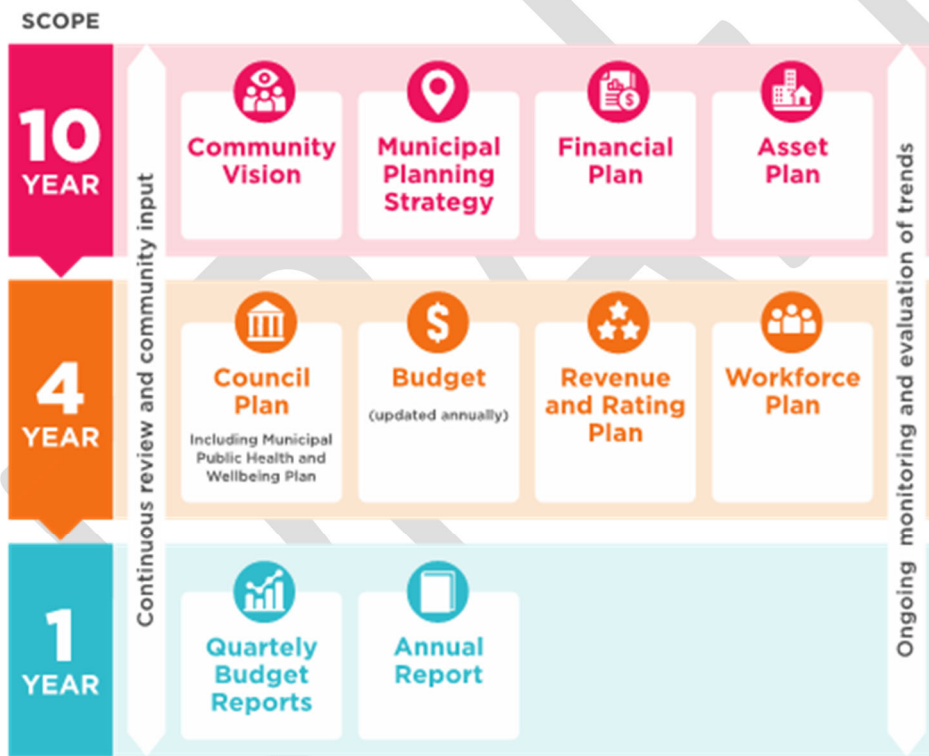 SCOPE
10
YEAR
Continuous review and community input
Community
Vision
Municipal
Planning
Strategy
Financial
Plan
Asset
Plan
Ongoing monitoring and evaluation of trends
4
YEAR
Council
Plan
Including Municipal
Public Health and
Wellbeing Plan
Budget
(updated annually)
Revenue
and Rating
Plan
Workforce
Plan
1
YEAR
Quartely
Budget
Reports
Annual
Report